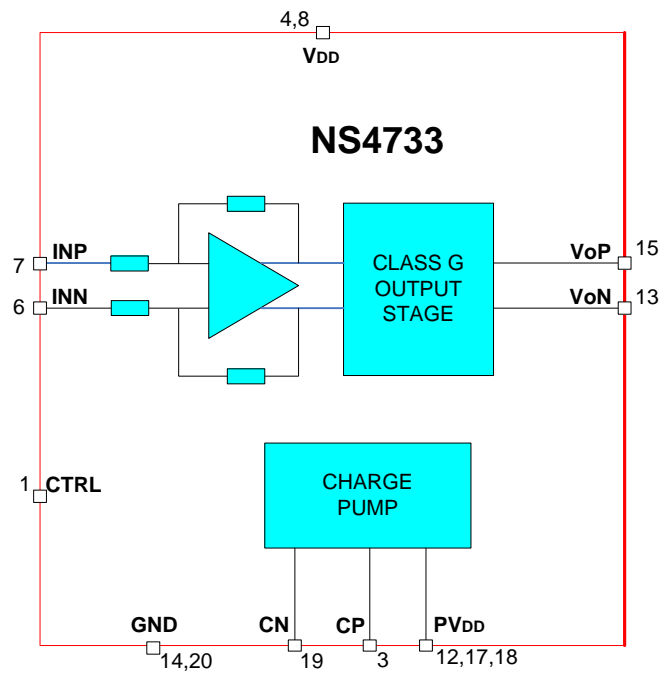 4,8
VDD
NS4733
INP
7
INN
6
CLASS G
OUTPUT
STAGE
VoP
15
VoN
13
1
CTRL
CHARGE
PUMP
GND
14,20
CN
19
CP
3
PVDD
12,17,18